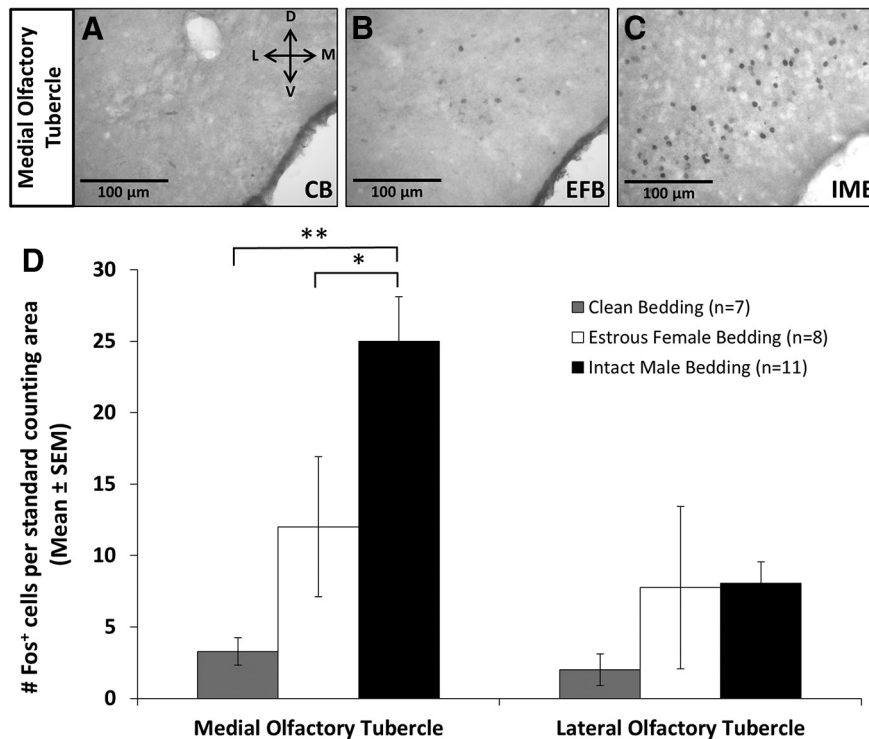 Medial Olfactory
Tubercle
A
D
L
M
V
100 µm
CB
B
100 µm
EFB
C
100 µm
IMB
D
**
*
# Fos⁺ cells per standard counting area
(Mean ± SEM)
30
25
20
15
10
5
0
Clean Bedding (n=7)
Estrous Female Bedding (n=8)
Intact Male Bedding (n=11)
Medial Olfactory Tubercle
Lateral Olfactory Tubercle